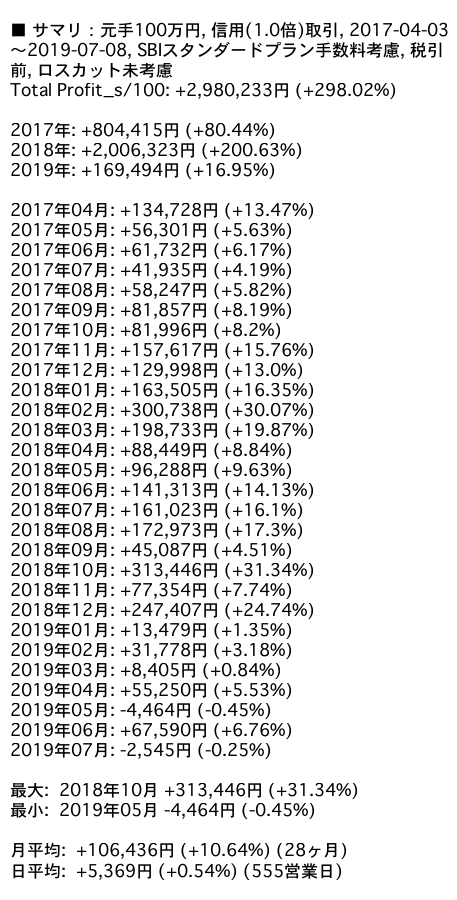 ■ サマリ：元手100万円, 信用(1.0倍)取引, 2017-04-03
～2019-07-08, SBIスタンダードプラン手数料考慮, 税引
前, ロスカット未考慮
Total Profit_s/100: +2,980,233円 (+298.02%)
2017年: +804,415円 (+80.44%)
2018年: +2,006,323円 (+200.63%)
2019年: +169,494円 (+16.95%)
2017年04月: +134,728円 (+13.47%)
2017年05月: +56,301円 (+5.63%)
2017年06月: +61,732円 (+6.17%)
2017年07月: +41,935円 (+4.19%)
2017年08月: +58,247円 (+5.82%)
2017年09月: +81,857円 (+8.19%)
2017年10月: +81,996円 (+8.2%)
2017年11月: +157,617円 (+15.76%)
2017年12月: +129,998円 (+13.0%)
2018年01月: +163,505円 (+16.35%)
2018年02月: +300,738円 (+30.07%)
2018年03月: +198,733円 (+19.87%)
2018年04月: +88,449円 (+8.84%)
2018年05月: +96,288円 (+9.63%)
2018年06月: +141,313円 (+14.13%)
2018年07月: +161,023円 (+16.1%)
2018年08月: +172,973円 (+17.3%)
2018年09月: +45,087円 (+4.51%)
2018年10月: +313,446円 (+31.34%)
2018年11月: +77,354円 (+7.74%)
2018年12月: +247,407円 (+24.74%)
2019年01月: +13,479円 (+1.35%)
2019年02月: +31,778円 (+3.18%)
2019年03月: +8,405円 (+0.84%)
2019年04月: +55,250円 (+5.53%)
2019年05月: -4,464円 (-0.45%)
2019年06月: +67,590円 (+6.76%)
2019年07月: -2,545円 (-0.25%)
最大: 2018年10月 +313,446円 (+31.34%)
最小: 2019年05月 -4,464円 (-0.45%)
月平均: +106,436円 (+10.64%) (28ヶ月)
日平均: +5,369円 (+0.54%) (555営業日)